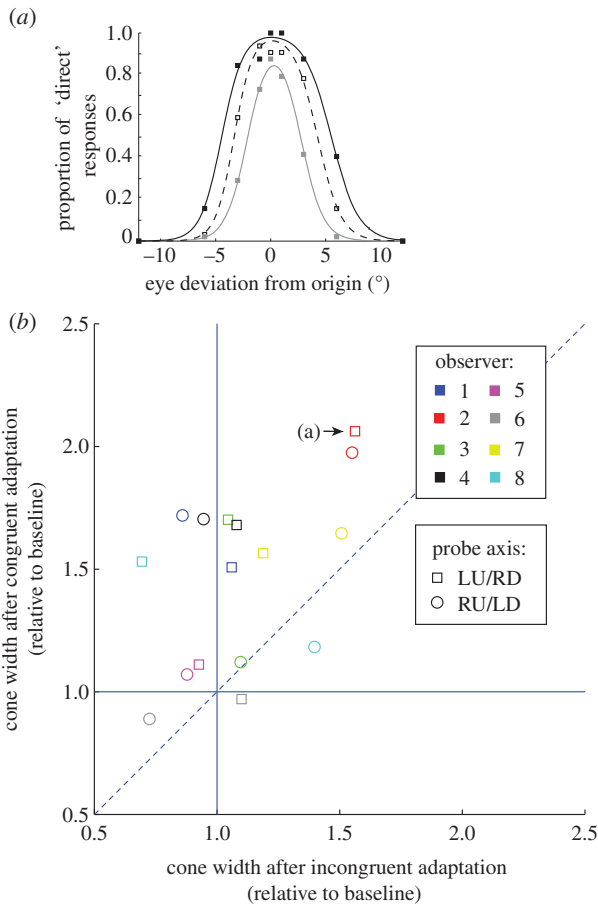 (a)
proportion of ‘direct’
responses
1.0
0.8
0.6
0.4
0.2
0
–10
–5
0
5
10
eye deviation from origin (°)
(b)
2.5
2.0
1.5
1.0
0.5
cone width after congruent adaptation
(relative to baseline)
(a)
observer:
1 5
2 6
3 7
4 8
probe axis:
LU/RD
RU/LD
0.5
1.0
1.5
2.0
2.5
cone width after incongruent adaptation
(relative to baseline)